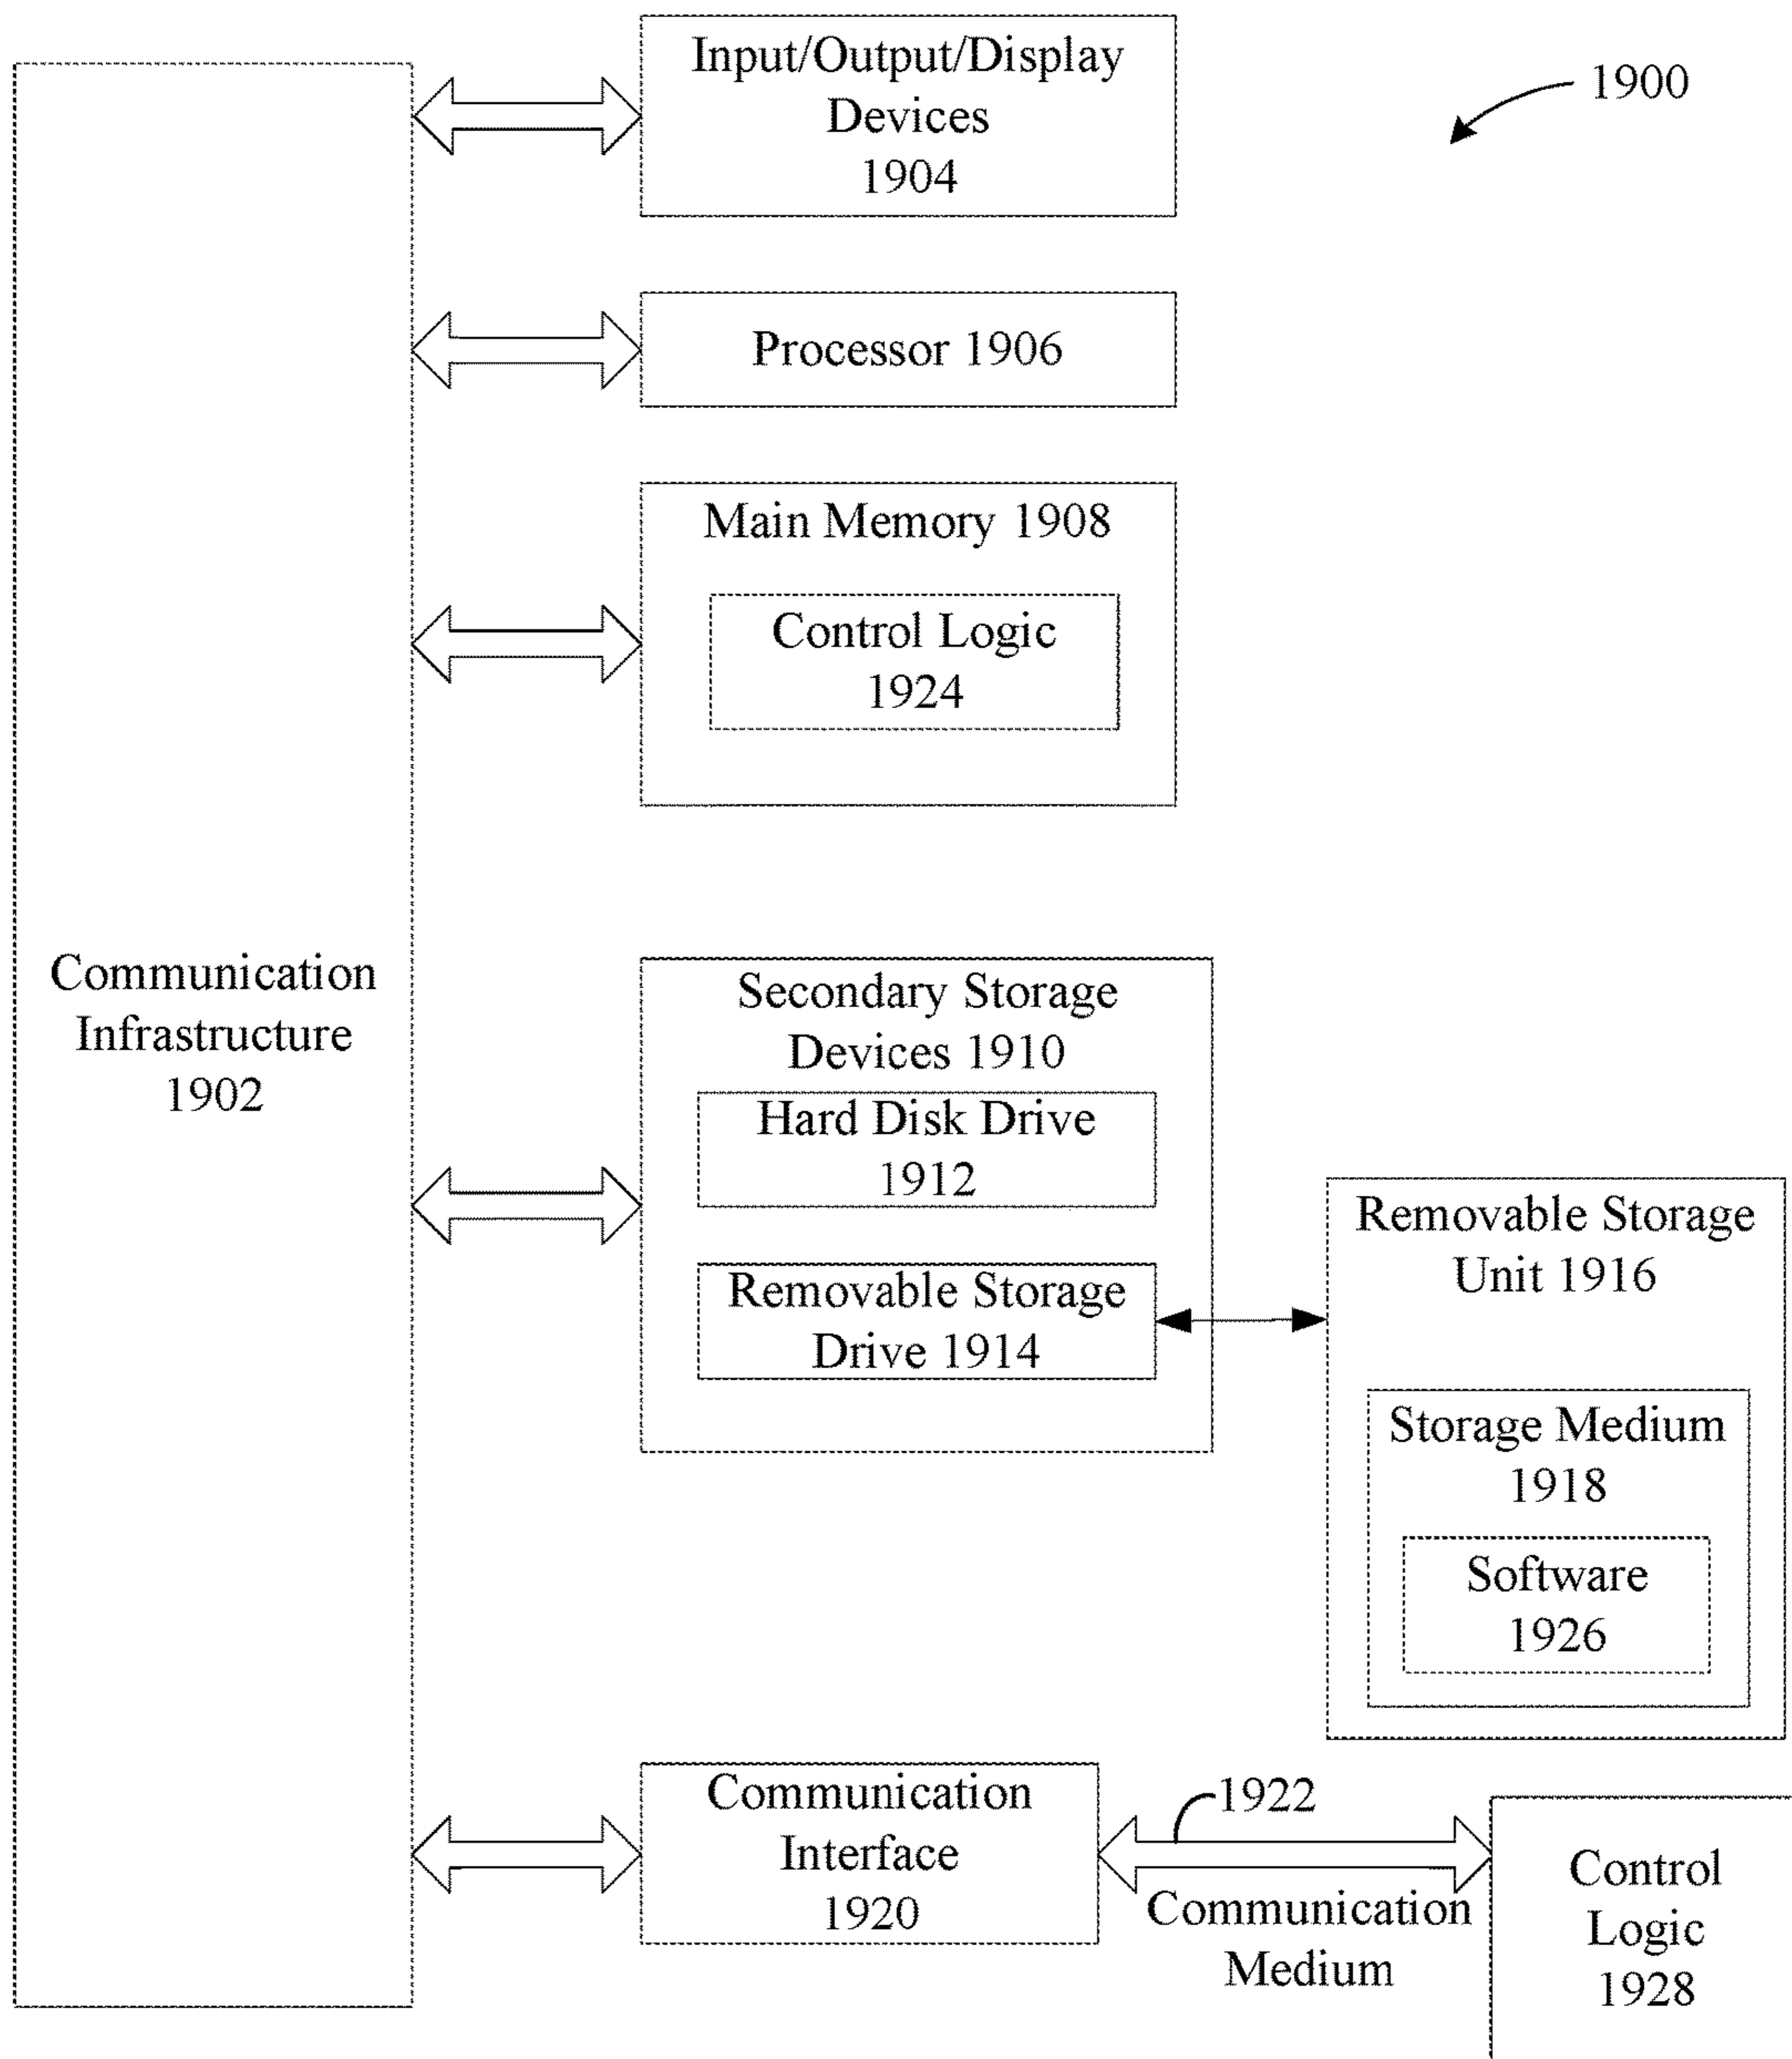 Input/Output/Display
Devices
1904
1900
Processor 1906
Main Memory 1908
Control Logic
1924
Communication
Infrastructure
1902
Secondary Storage
Devices 1910
Hard Disk Drive
1912
Removable Storage
Drive 1914
Removable Storage
Unit 1916
Storage Medium
1918
Software
1926
Communication
Interface
1920
1922
Communication
Medium
Control
Logic
1928